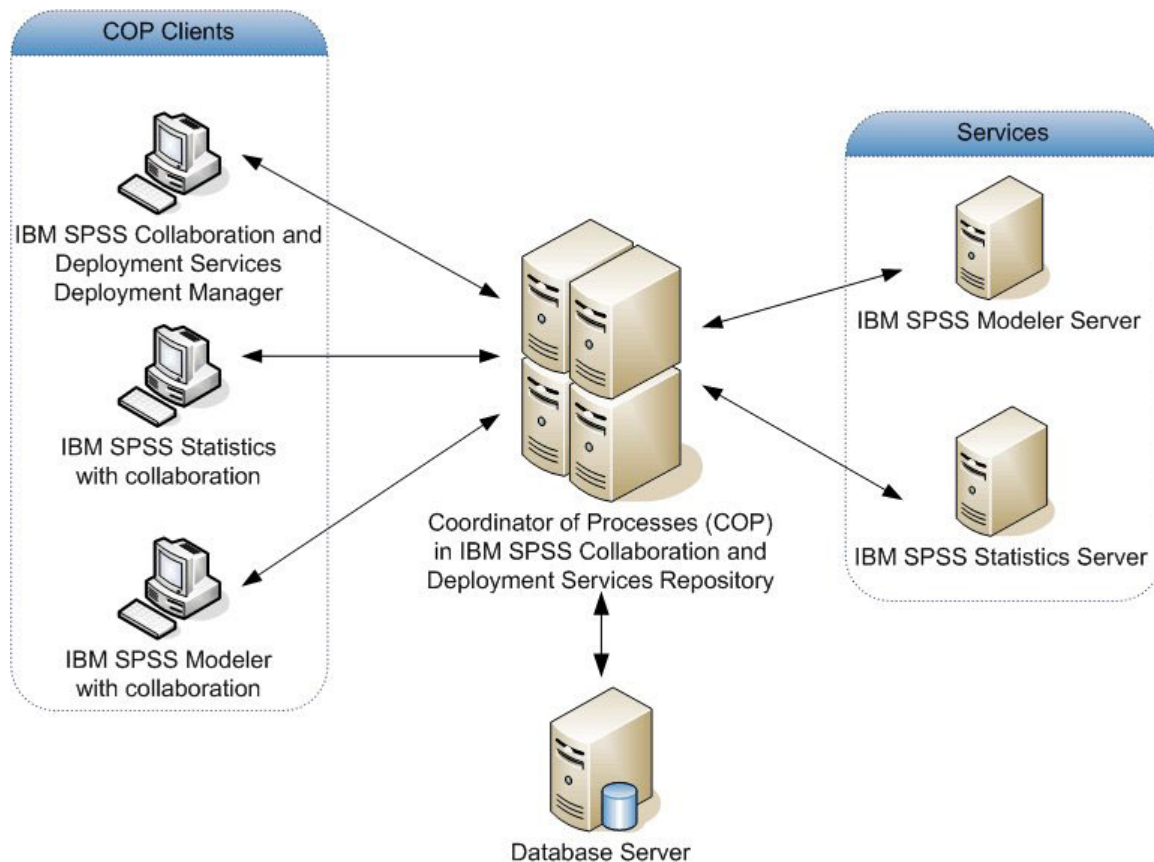 COP Clients
IBM SPSS Collaboration and
Deployment Services
Deployment Manager
IBM SPSS Statistics
with collaboration
IBM SPSS Modeler
with collaboration
Coordinator of Processes (COP)
in IBM SPSS Collaboration and
Deployment Services Repository
Database Server
Services
IBM SPSS Modeler Server
IBM SPSS Statistics Server